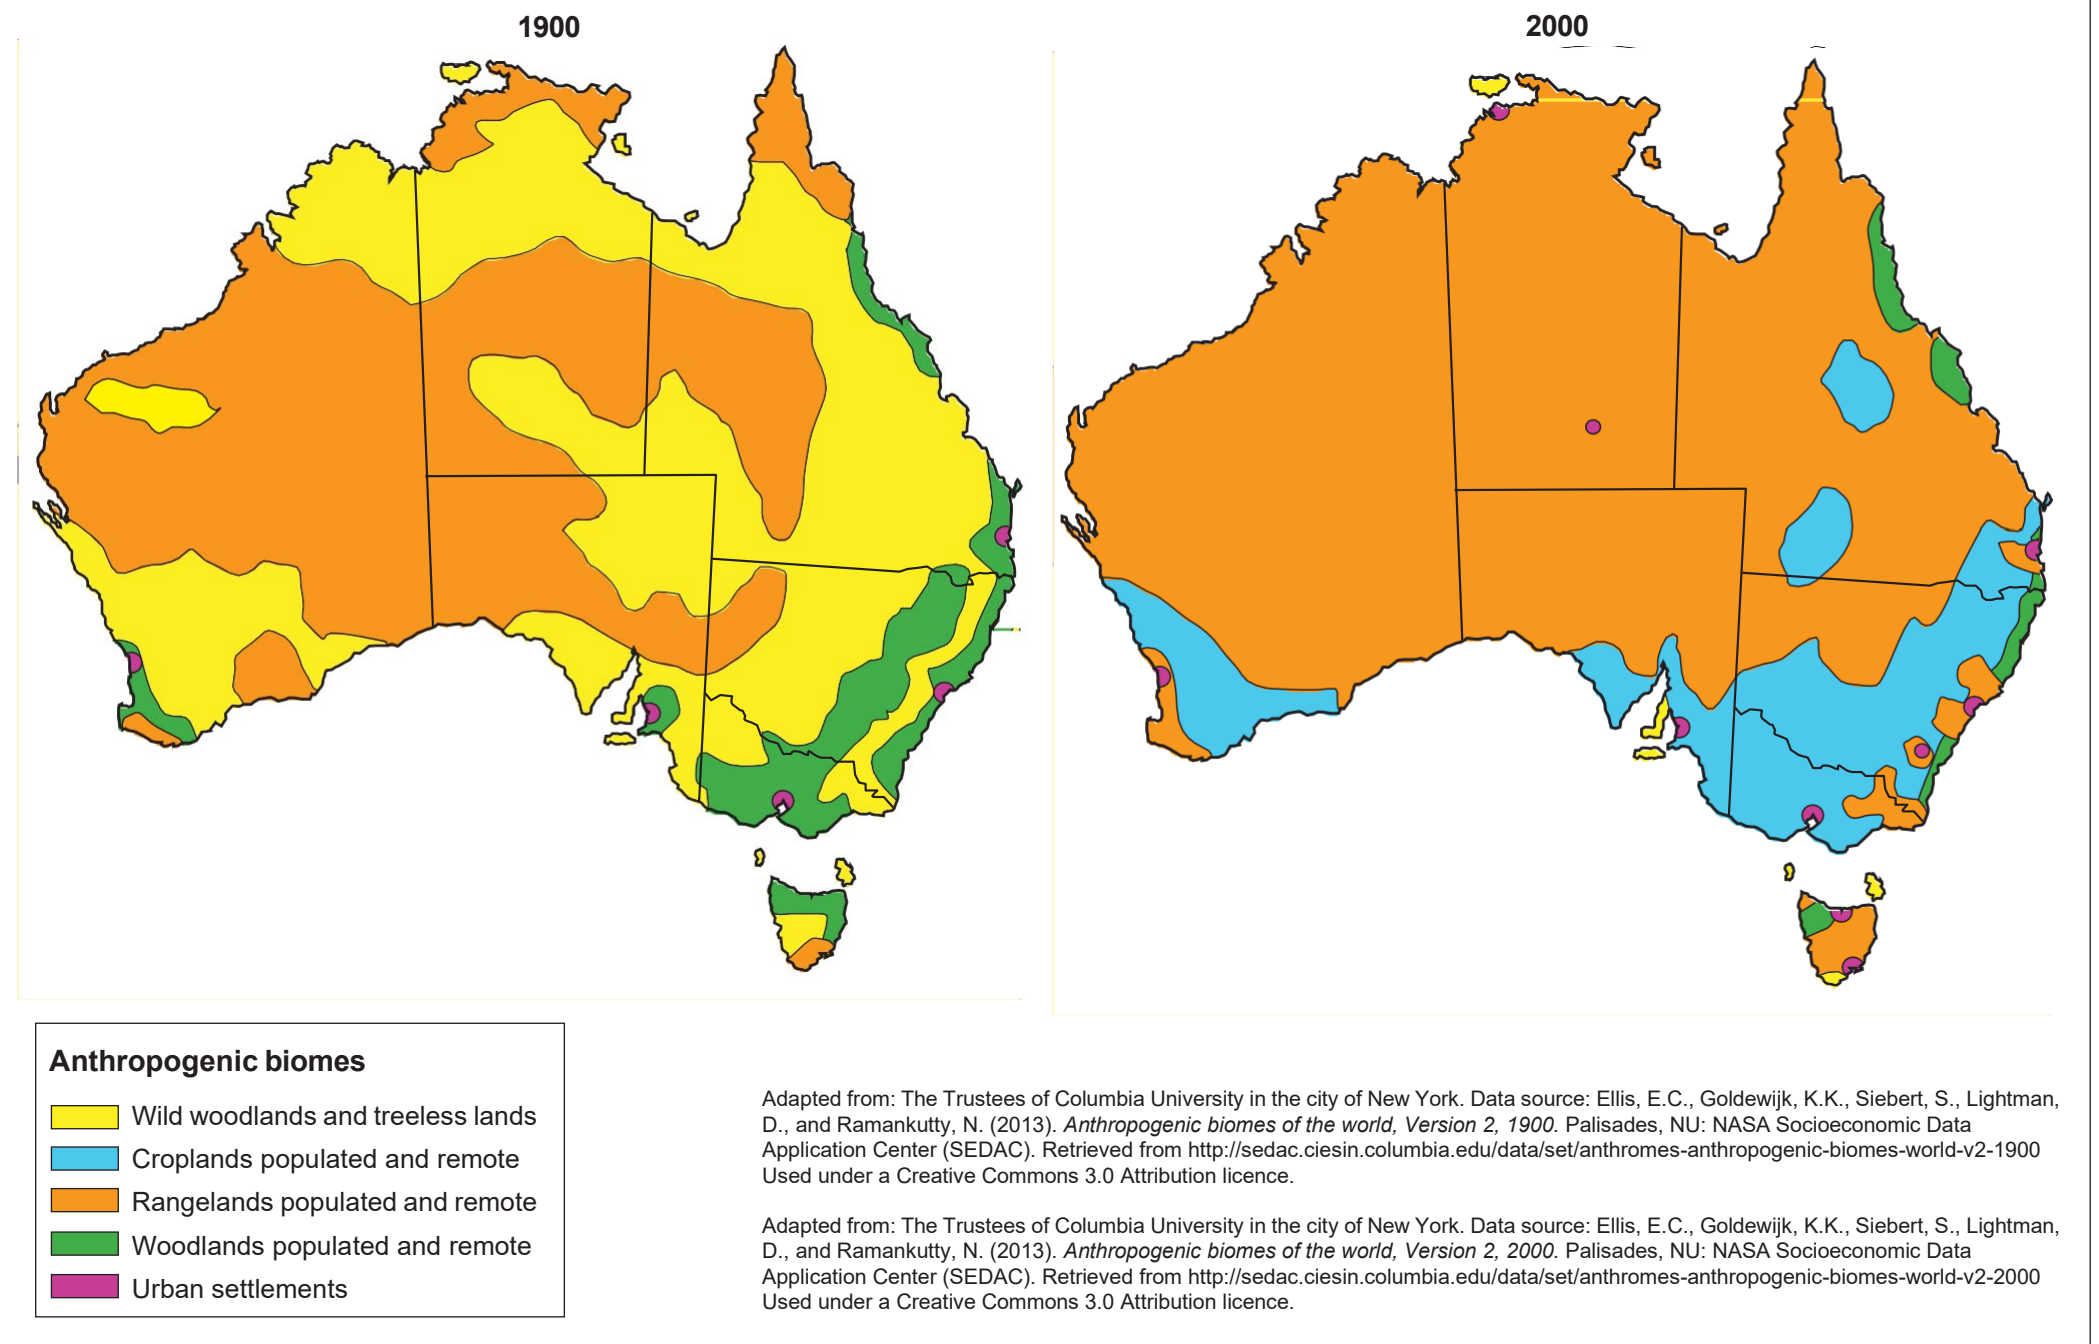 1900
2000
Anthropogenic biomes
Wild woodlands and treeless lands
Croplands populated and remote
Rangelands populated and remote
Woodlands populated and remote
Urban settlements
Adapted from: The Trustees of Columbia University in the city of New York. Data source: Ellis, E.C., Goldewijk, K.K., Siebert, S., Lightman,
D., and Ramankutty, N. (2013). Anthropogenic biomes of the world, Version 2, 1900. Palisades, NU: NASA Socioeconomic Data
Application Center (SEDAC). Retrieved from http://sedac.ciesin.columbia.edu/data/set/anthromes-anthropogenic-biomes-world-v2-1900
Used under a Creative Commons 3.0 Attribution licence.
Adapted from: The Trustees of Columbia University in the city of New York. Data source: Ellis, E.C., Goldewijk, K.K., Siebert, S., Lightman,
D., and Ramankutty, N. (2013). Anthropogenic biomes of the world, Version 2, 2000. Palisades, NU: NASA Socioeconomic Data
Application Center (SEDAC). Retrieved from http://sedac.ciesin.columbia.edu/data/set/anthromes-anthropogenic-biomes-world-v2-2000
Used under a Creative Commons 3.0 Attribution licence.